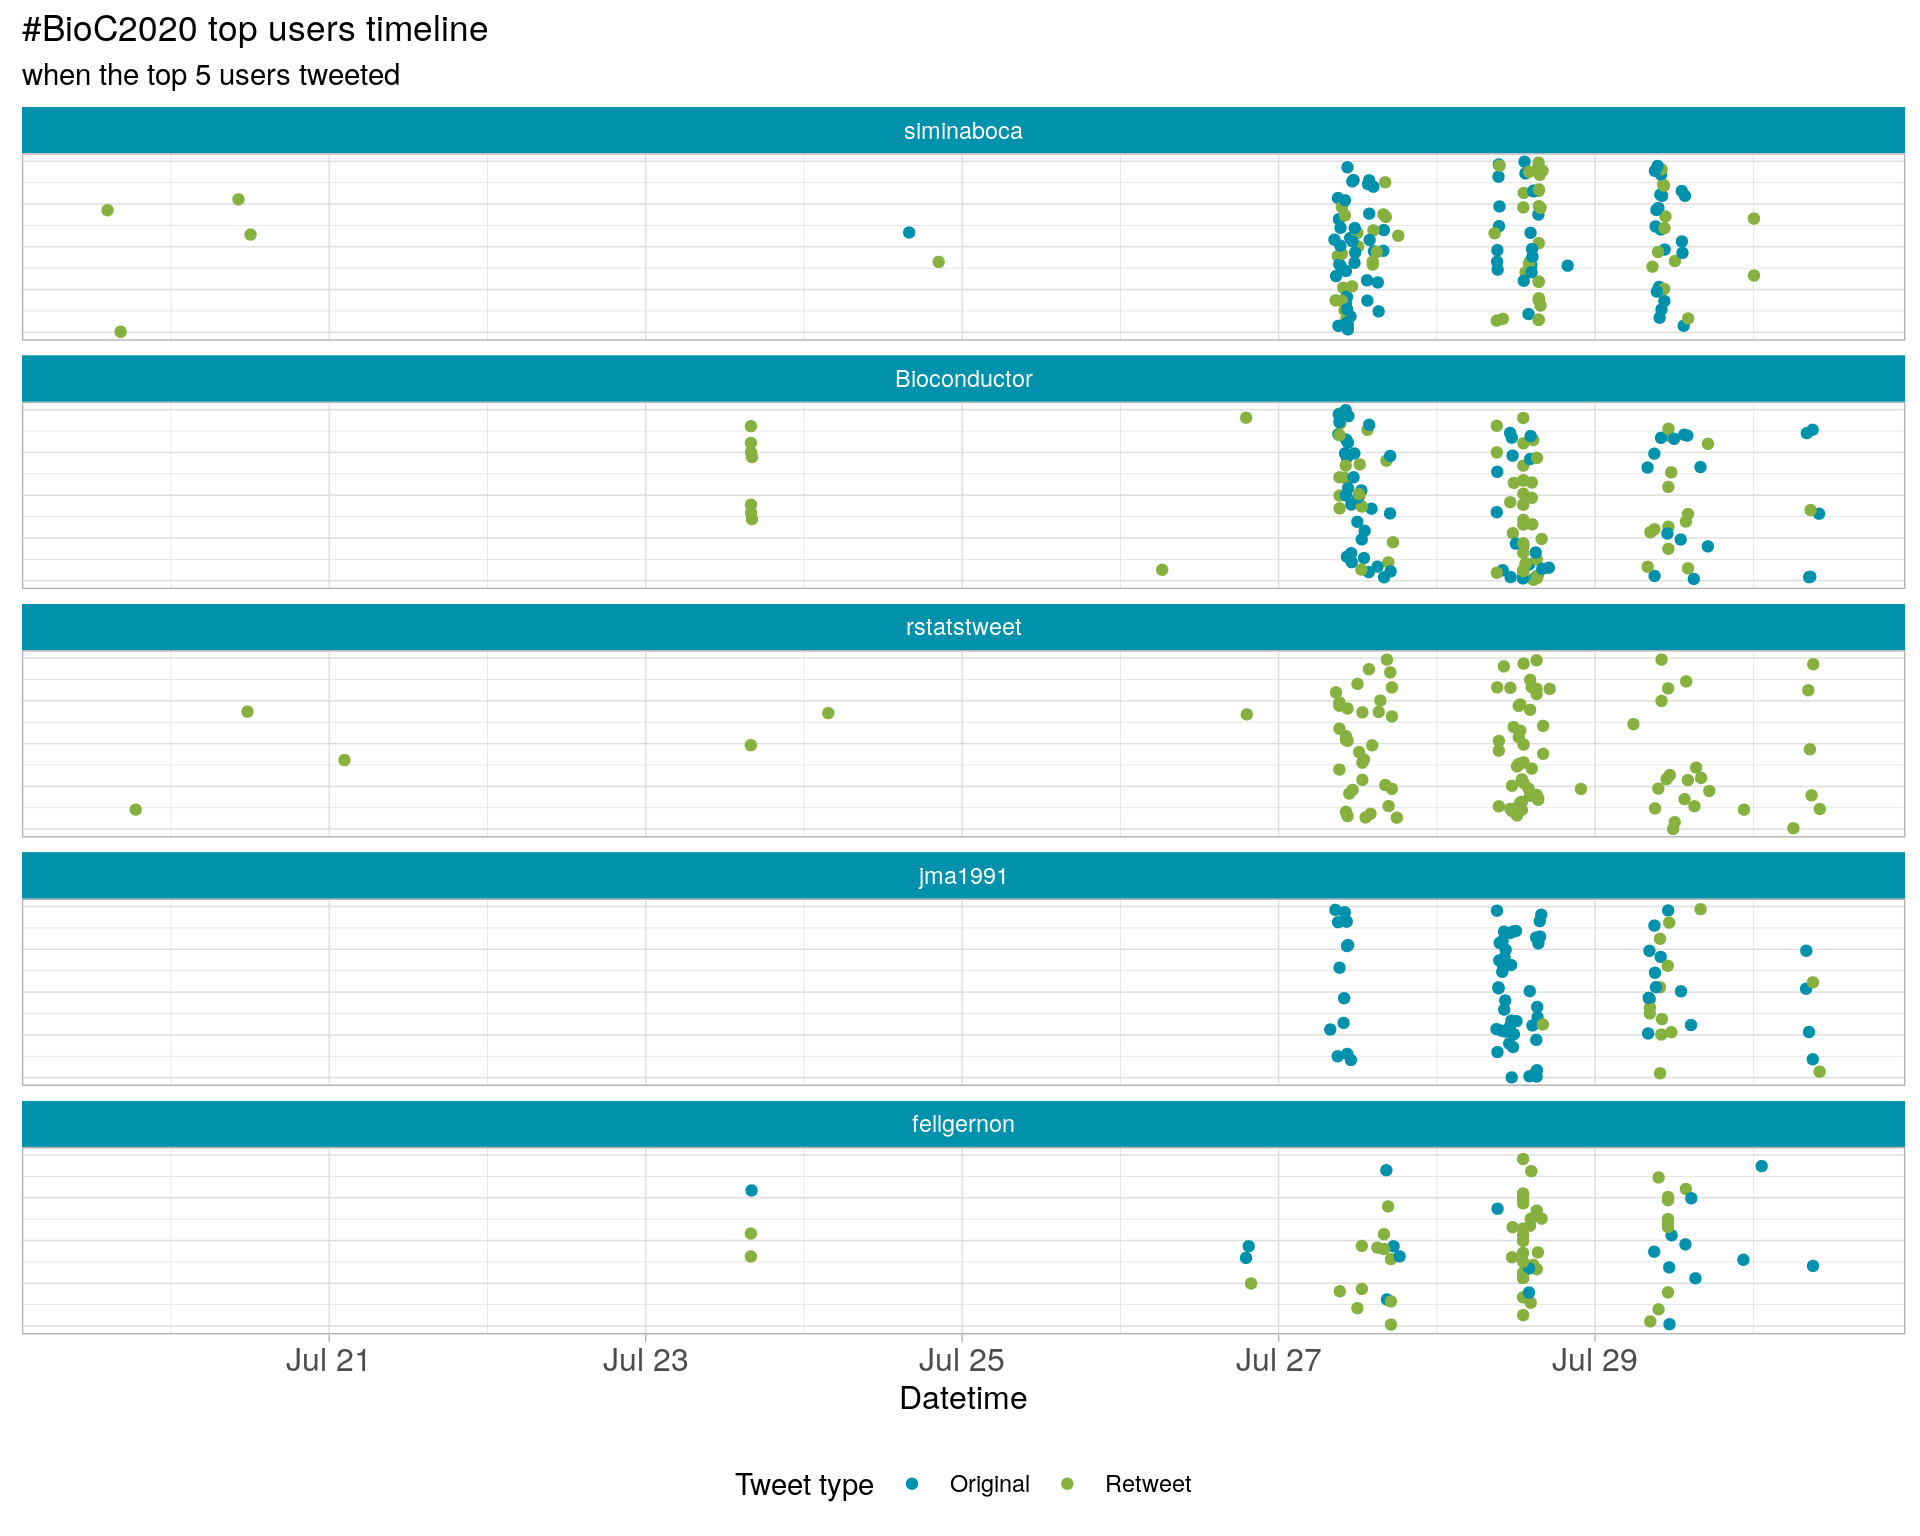 #BioC2020 top users timeline
when the top 5 users tweeted
siminaboca
Bioconductor
rstatstweet
jma1991
fellgernon
Jul 21 Jul 23 Jul 25 Jul 27 Jul 29
Datetime
Tweet type Original Retweet